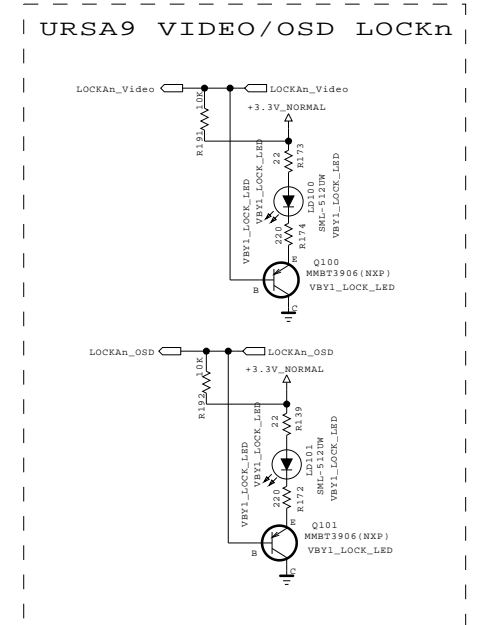 URSA9 VIDEO/OSD LOCKn
LOCKAn_Video
LOCKAn_Video
10K
R191
+3.3V_NORMAL
22
R173
VBY1_LOCK_LED
LD100
SML-512UW
VBY1_LOCK_LED
VBY1_LOCK_LED
220
R174
E
Q100
MMBT3906(NXP)
VBY1_LOCK_LED
B
C
LOCKAn_OSD
LOCKAn_OSD
10K
R192
+3.3V_NORMAL
22
R139
VBY1_LOCK_LED
LD101
SML-512UW
VBY1_LOCK_LED
VBY1_LOCK_LED
220
R172
E
Q101
MMBT3906(NXP)
VBY1_LOCK_LED
B
C